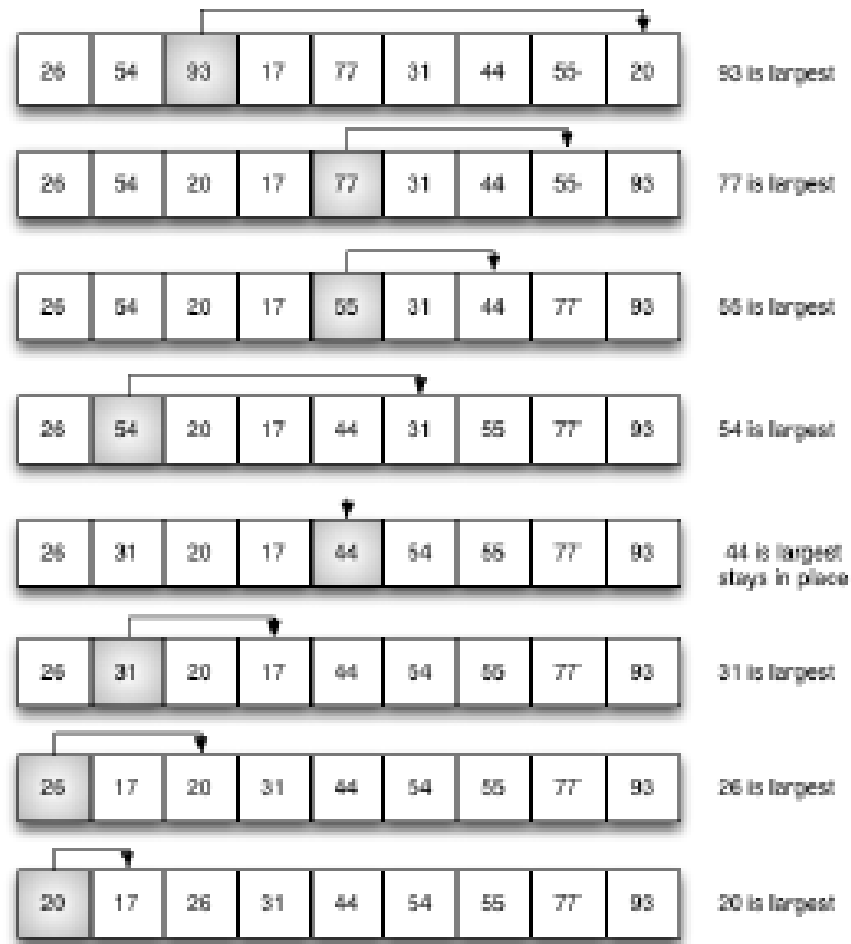 26 54 93 17 77 31 44 55 20 93 is largest
26 54 20 17 77 31 44 55 93 77 is largest
26 54 20 17 55 31 44 77 93 55 is largest
26 54 20 17 44 31 55 77 93 54 is largest
26 31 20 17 44 54 55 77 93 44 is largest
stays in place
26 31 20 17 44 54 55 77 93 31 is largest
26 17 20 31 44 54 55 77 93 26 is largest
20 17 26 31 44 54 55 77 93 20 is largest